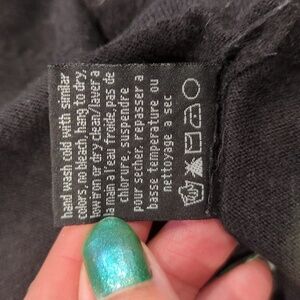 hand wash cold with similar
colors, no bleach, hang to dry,
low iron or dry clean/laver a
la main a l'eau froide, pas de
chlorure, suspendre
pour secher, repasser a
basse temperature ou
nettoyage a sec